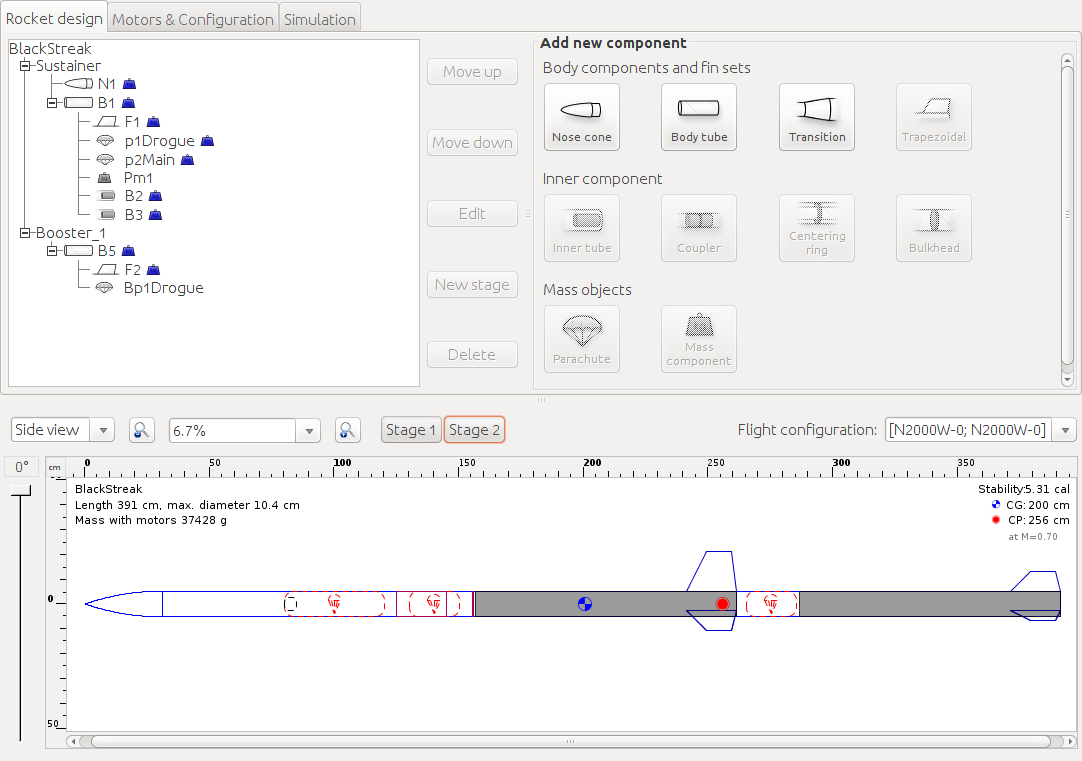 Rocket design
Motors & Configuration
Simulation
BlackStreak
Sustainer
N1
B1
F1
p1Drogue
p2Main
Pm1
B2
B3
Booster_1
B5
F2
Bp1Drogue
Move up
Move down
Edit
New stage
Delete
Add new component
Body components and fin sets
Nose cone
Body tube
Transition
Trapezoidal
Inner component
Inner tube
Coupler
Centering
ring
Bulkhead
Mass objects
Parachute
Mass
component
Side view
6.7%
Stage 1
Stage 2
Flight configuration:
[N2000W-0; N2000W-0]
0°
cm
0
50
100
150
200
250
300
350
BlackStreak
Length 391 cm, max. diameter 10.4 cm
Mass with motors 37428 g
Stability:5.31 cal
CG: 200 cm
CP: 256 cm
at M=0.70
0
50